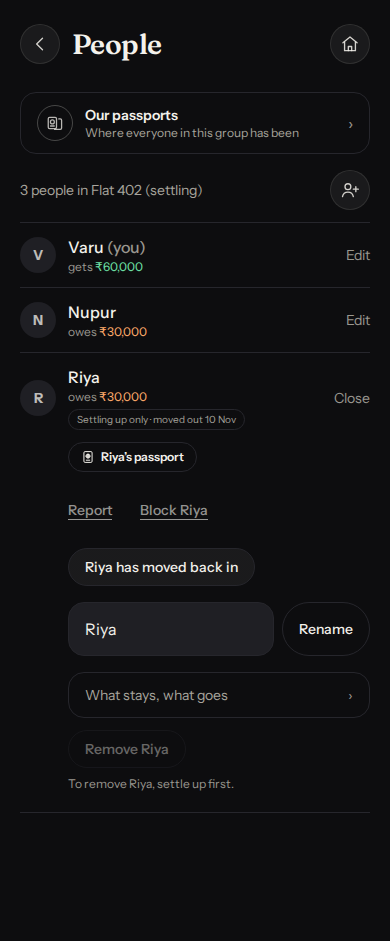 People
Our passports
Where everyone in this group has been
›
3 people in Flat 402 (settling)
V
Varu (you)
gets ₹60,000
Edit
N
Nupur
owes ₹30,000
Edit
R
Riya
owes ₹30,000
Settling up only · moved out 10 Nov
Close
Riya's passport
Report
Block Riya
Riya has moved back in
Riya
Rename
What stays, what goes
›
Remove Riya
To remove Riya, settle up first.